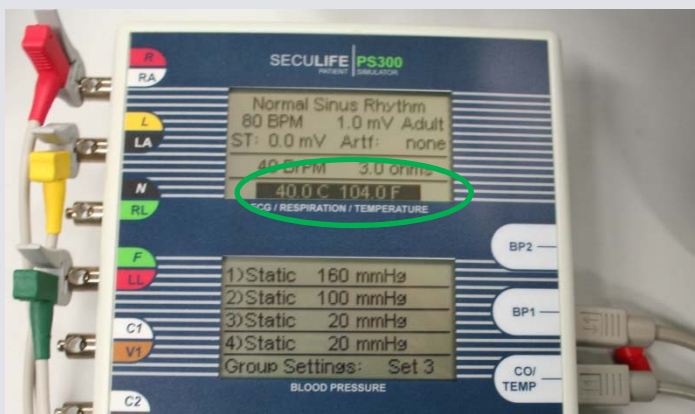 SECULIFE PS300
PATIENT SIMULATOR
R
RA
L
LA
N
RL
F
LL
C1
V1
C2
Normal Sinus Rhythm
80 BPM 1.0 mV Adult
ST: 0.0 mV Artf: none
40 BrPM 3.0 ohms
40.0 C 104.0 F
ECG / RESPIRATION / TEMPERATURE
1)Static 160 mmHg
2)Static 100 mmHg
3)Static 20 mmHg
4)Static 20 mmHg
Group Settings: Set 3
BLOOD PRESSURE
BP2
BP1
CO/
TEMP